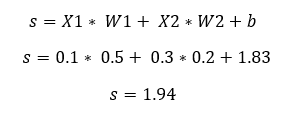 s = X1 * W1 + X2 * W2 + b
s = 0.1 * 0.5 + 0.3 * 0.2 + 1.83
s = 1.94